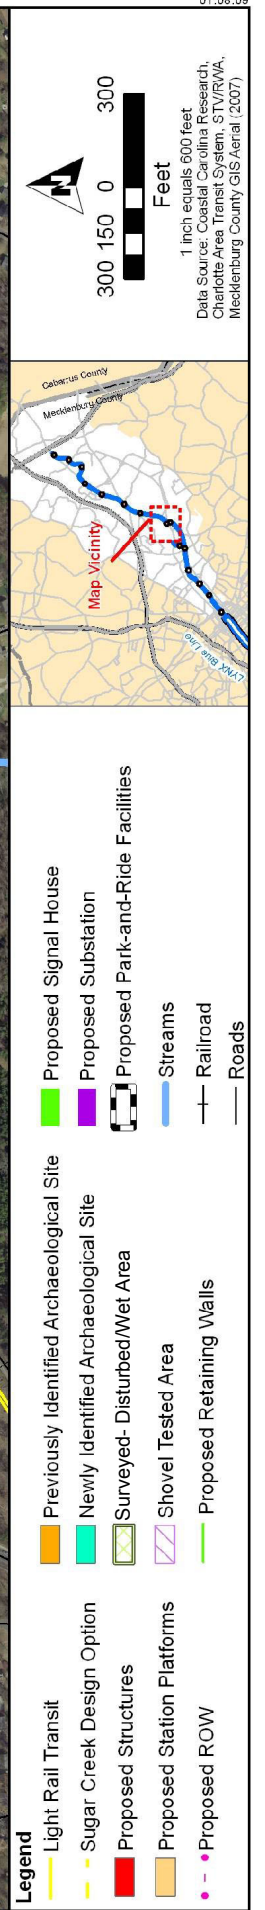 Legend
Light Rail Transit
Sugar Creek Design Option
Proposed Structures
Proposed Station Platforms
Proposed ROW
Previously Identified Archaeological Site
Newly Identified Archaeological Site
Surveyed- Disturbed/Wet Area
Shovel Tested Area
Proposed Retaining Walls
Proposed Signal House
Proposed Substation
Proposed Park-and-Ride Facilities
Streams
Railroad
Roads
Map Vicinity
Cabarrus County
Mecklenburg County
LYNX Blue Line
N
300 150 0 300
Feet
1 inch equals 600 feet
Data Source: Coastal Carolina Research,
Charlotte Area Transit System, STV/RWA,
Mecklenburg County GIS Aerial (2007)